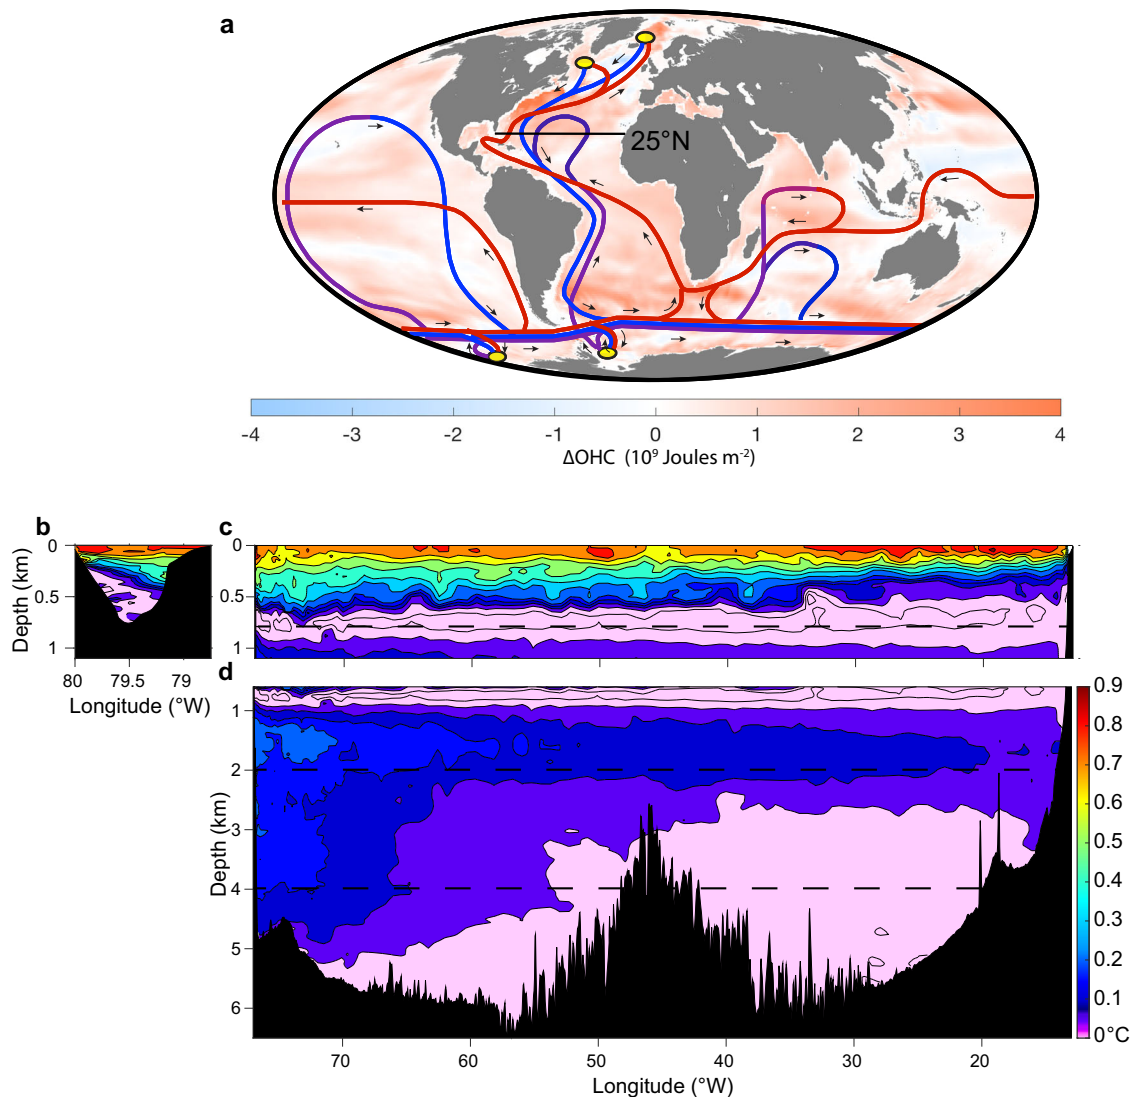 a
25°N
-4 -3 -2 -1 0 1 2 3 4
ΔOHC (10⁹ Joules m⁻²)
b
c
0
0.5
1
Depth (km)
80 79.5 79
Longitude (°W)
0
0.5
1
d
1
2
3
4
5
6
Depth (km)
70 60 50 40 30 20
Longitude (°W)
0.9
0.8
0.7
0.6
0.5
0.4
0.3
0.2
0.1
0°C